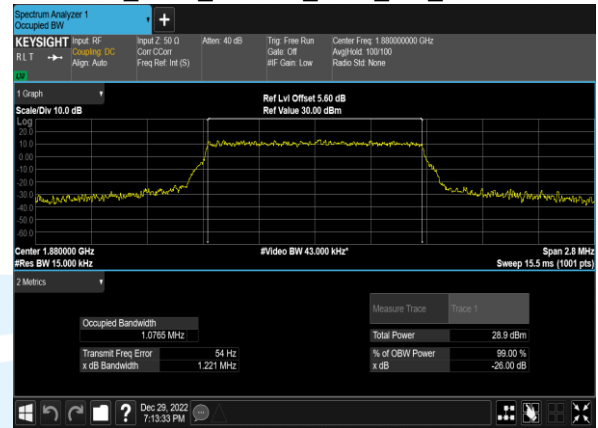 Spectrum Analyzer 1
Occupied BW
+
KEYSIGHT
RLT
LV
Input: RF
Coupling: DC
Align: Auto
Input Z: 50 Ω
Corr CCorr
Freq Ref: Int (S)
Atten: 40 dB
Trig: Free Run
Gate: Off
#IF Gain: Low
Center Freq: 1.880000000 GHz
Avg|Hold: 100/100
Radio Std: None
1 Graph
Scale/Div 10.0 dB
Ref Lvl Offset 5.60 dB
Ref Value 30.00 dBm
Log
20.0
10.0
0.00
-10.0
-20.0
-30.0
-40.0
-50.0
-60.0
Center 1.880000 GHz
#Res BW 15.000 kHz
#Video BW 43.000 kHz*
Span 2.8 MHz
Sweep 15.5 ms (1001 pts)
2 Metrics
Measure Trace Trace 1
Occupied Bandwidth
1.0765 MHz
Total Power 28.9 dBm
Transmit Freq Error 54 Hz
% of OBW Power 99.00 %
x dB Bandwidth 1.221 MHz
x dB -26.00 dB
?
Dec 29, 2022
7:13:33 PM